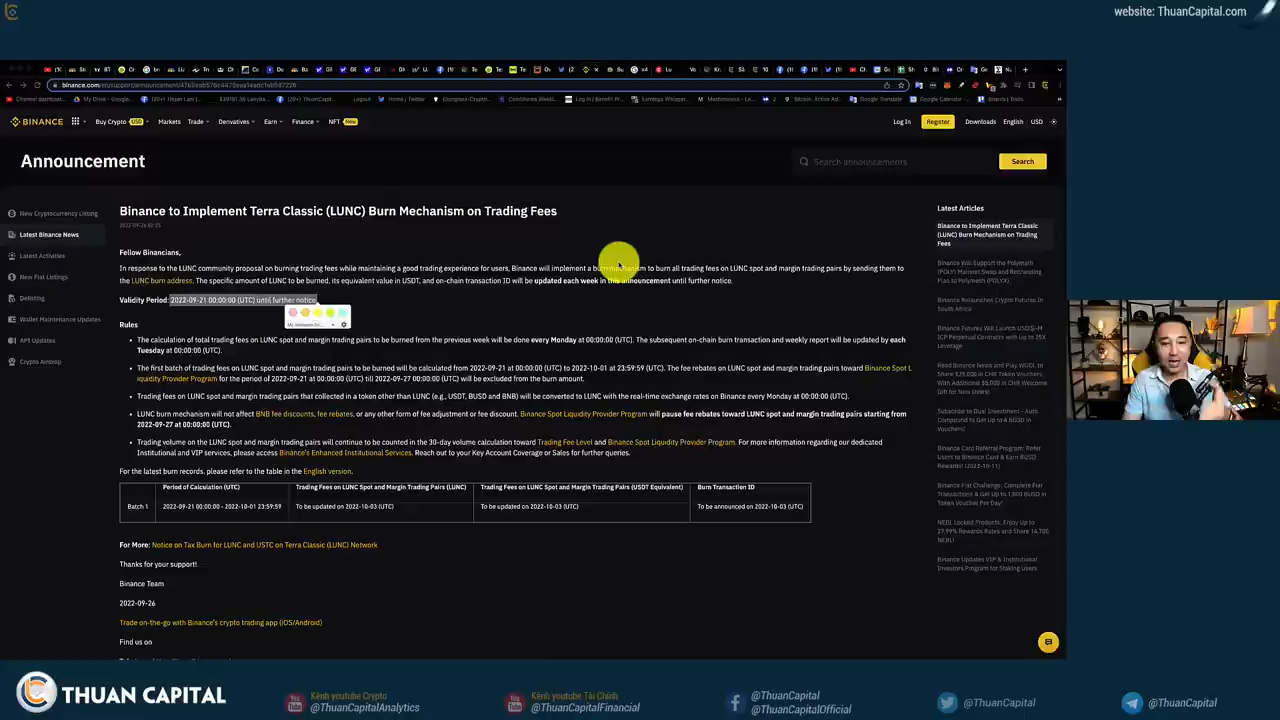 website: ThuanCapital.com
BINANCE
Buy Crypto
USD
Markets
Trade
Derivatives
Earn
Finance
NFT
New
Log In
Register
Downloads
English
USD
Announcement
Search announcements
Search
New Cryptocurrency Listing
Latest Binance News
Latest Activities
New Fiat Listings
Delisting
Wallet Maintenance Updates
API Updates
Crypto Airdrop
Binance to Implement Terra Classic (LUNC) Burn Mechanism on Trading Fees
Fellow Binancians,
In response to the LUNC community proposal on burning trading fees while maintaining a good trading experience for users, Binance will implement a burn mechanism to burn all trading fees on LUNC spot and margin trading pairs by sending them to
the LUNC burn address. The specific amount of LUNC to be burned, its equivalent value in USDT, and on-chain transaction ID will be updated each week in this announcement until further notice.
Validity Period: 2022-09-21 00:00:00 (UTC) until further notice
Rules
The calculation of total trading fees on LUNC spot and margin trading pairs to be burned from the previous week will be done every Monday at 00:00:00 (UTC). The subsequent on-chain burn transaction and weekly report will be updated by each
Tuesday at 00:00:00 (UTC).
The first batch of trading fees on LUNC spot and margin trading pairs to be burned will be calculated from 2022-09-21 at 00:00:00 (UTC) to 2022-10-01 at 23:59:59 (UTC). The fee rebates on LUNC spot and margin trading pairs toward Binance Spot L
iquidity Provider Program for the period of 2022-09-21 at 00:00:00 (UTC) till 2022-09-27 at 00:00:00 (UTC) will be excluded from the burn amount.
Trading fees on LUNC spot and margin trading pairs that collected in a token other than LUNC (e.g., USDT, BUSD and BNB) will be converted to LUNC with the real-time exchange rates on Binance every Monday at 00:00:00 (UTC).
LUNC burn mechanism will not affect BNB fee discounts, fee rebates, or any other form of fee adjustment or fee discount. Binance Spot Liquidity Provider Program will pause fee rebates toward LUNC spot and margin trading pairs starting from
2022-09-27 at 00:00:00 (UTC).
Trading volume on the LUNC spot and margin trading pairs will continue to be counted in the 30-day volume calculation toward Trading Fee Level and Binance Spot Liquidity Provider Program. For more information regarding our dedicated
Institutional and VIP services, please access Binance's Enhanced Institutional Services. Reach out to your Key Account Coverage or Sales for further queries.
For the latest burn records, please refer to the table in the English version.
Period of Calculation (UTC)
Trading Fees on LUNC Spot and Margin Trading Pairs (LUNC)
Trading Fees on LUNC Spot and Margin Trading Pairs (USDT Equivalent)
Burn Transaction ID
Batch 1
2022-09-21 00:00:00 - 2022-10-01 23:59:59
To be updated on 2022-10-03 (UTC)
To be updated on 2022-10-03 (UTC)
To be announced on 2022-10-03 (UTC)
For More: Notice on Tax Burn for LUNC and USTC on Terra Classic (LUNC) Network
Thanks for your support!
Binance Team
2022-09-26
Trade on-the-go with Binance's crypto trading app (iOS/Android)
Find us on
Latest Articles
Binance to Implement Terra Classic
(LUNC) Burn Mechanism on Trading
Fees
Binance Will Support the Polymath
(POLY) Mainnet Swap and Rebranding
Plan to Polymesh (POLYX)
Binance Relaunches Crypto Futures in
South Africa
Binance Futures Will Launch USDⓈ-M
ICP Perpetual Contracts with Up to 25X
Leverage
Read Binance News and Play WODL to
Share $25,000 in CHR Token Vouchers,
With Additional $5,000 in CHR Welcome
Gift for New Users!
Subscribe to Dual Investment - Auto
Compound to Get Up to 6 BUSD in
Vouchers!
Binance Card Referral Program: Refer
Users to Binance Card & Earn BUSD
Rewards! (2022-10-11)
Binance Fiat Challenge: Complete Fiat
Transactions & Get Up to 1,000 BUSD in
Token Voucher Per Day!
NEBL Locked Products: Enjoy Up to
27.99% Rewards Rates and Share 14,700
NEBL!
Binance Updates VIP & Institutional
Investors Program for Staking Users
THUAN CAPITAL
Kênh youtube Crypto
@ThuanCapitalAnalytics
Kênh youtube Tài Chính
@ThuanCapitalFinancial
@ThuanCapital
@ThuanCapitalOfficial
@ThuanCapital
@ThuanCapital